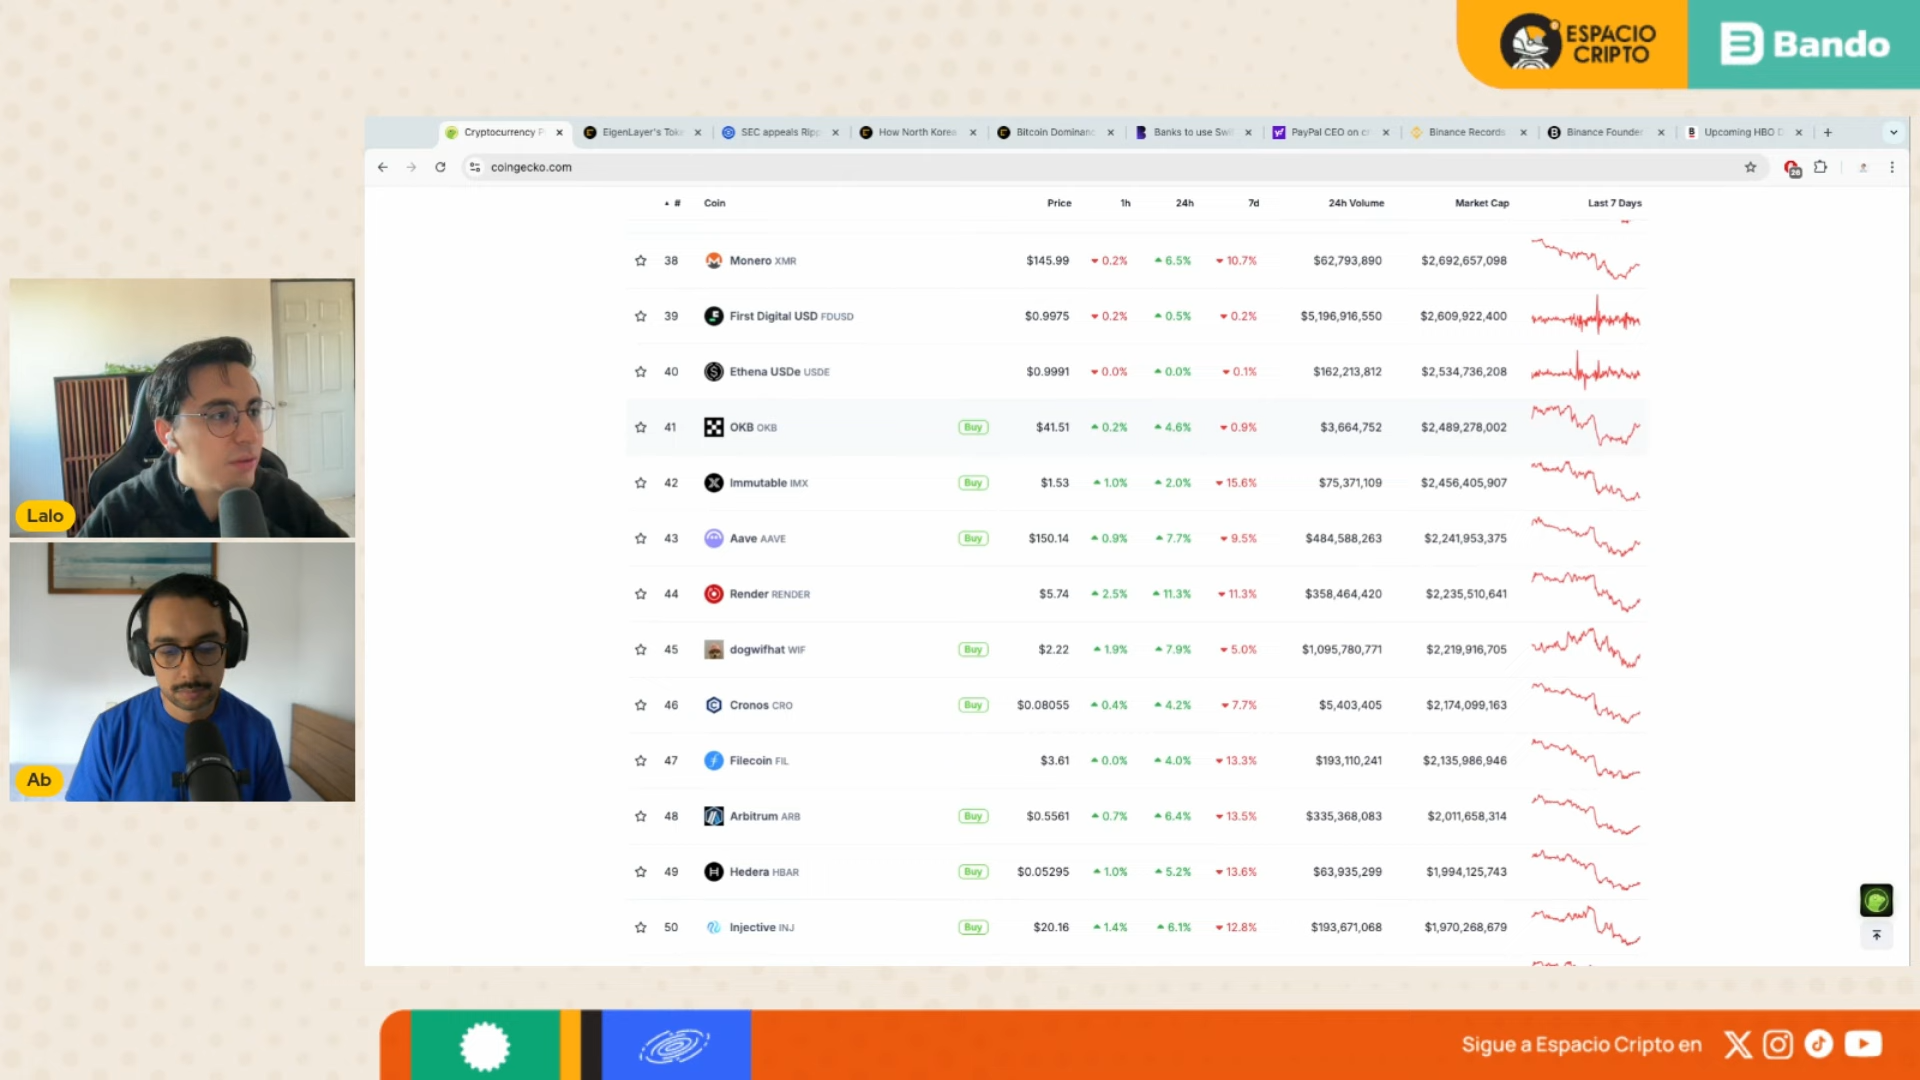 ESPACIO
CRIPTO
Bando
Cryptocurrency P
EigenLayer's Tok
SEC appeals Ripp
How North Korea
Bitcoin Dominanc
Banks to use Swi
PayPal CEO on cr
Binance Records
Binance Founder
Upcoming HBO D
coingecko.com
26
# Coin Price 1h 24h 7d 24h Volume Market Cap Last 7 Days
38 Monero XMR $145.99 0.2% 6.5% 10.7% $62,793,890 $2,692,657,098
39 First Digital USD FDUSD $0.9975 0.2% 0.5% 0.2% $5,196,916,550 $2,609,922,400
40 Ethena USDe USDE $0.9991 0.0% 0.0% 0.1% $162,213,812 $2,534,736,208
41 OKB OKB Buy $41.51 0.2% 4.6% 0.9% $3,664,752 $2,489,278,002
42 Immutable IMX Buy $1.53 1.0% 2.0% 15.6% $75,371,109 $2,456,405,907
43 Aave AAVE Buy $150.14 0.9% 7.7% 9.5% $484,588,263 $2,241,953,375
44 Render RENDER $5.74 2.5% 11.3% 11.3% $358,464,420 $2,235,510,641
45 dogwifhat WIF Buy $2.22 1.9% 7.9% 5.0% $1,095,780,771 $2,219,916,705
46 Cronos CRO Buy $0.08055 0.4% 4.2% 7.7% $5,403,405 $2,174,099,163
47 Filecoin FIL $3.61 0.0% 4.0% 13.3% $193,110,241 $2,135,986,946
48 Arbitrum ARB Buy $0.5561 0.7% 6.4% 13.5% $335,368,083 $2,011,658,314
49 Hedera HBAR Buy $0.05295 1.0% 5.2% 13.6% $63,935,299 $1,994,125,743
50 Injective INJ Buy $20.16 1.4% 6.1% 12.8% $193,671,068 $1,970,268,679
Lalo
Ab
Sigue a Espacio Cripto en